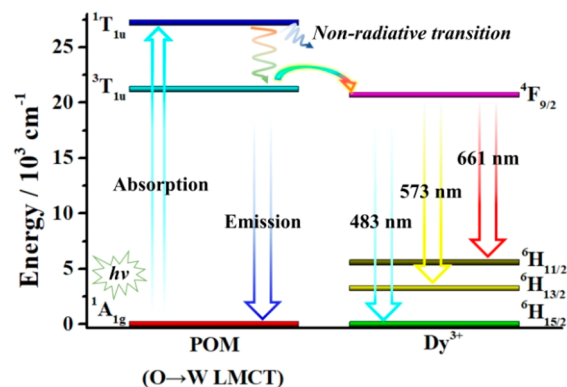 Energy / 10³ cm⁻¹
25
20
15
10
5
0
¹T₁ᵤ
³T₁ᵤ
¹A₁g
Non-radiative transition
⁴F₉/₂
Absorption
Emission
hν
483 nm
573 nm
661 nm
⁶H₁₁/₂
⁶H₁₃/₂
⁶H₁₅/₂
POM
(O→W LMCT)
Dy³⁺